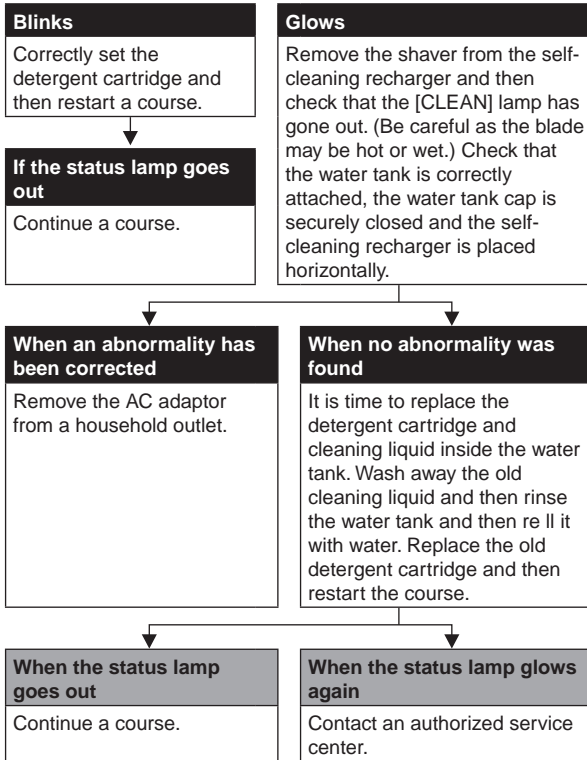 Blinks
Correctly set the
detergent cartridge and
then restart a course.
If the status lamp goes
out
Continue a course.
Glows
Remove the shaver from the self-
cleaning recharger and then
check that the [CLEAN] lamp has
gone out. (Be careful as the blade
may be hot or wet.) Check that
the water tank is correctly
attached, the water tank cap is
securely closed and the self-
cleaning recharger is placed
horizontally.
When an abnormality has
been corrected
Remove the AC adaptor
from a household outlet.
When no abnormality was
found
It is time to replace the
detergent cartridge and
cleaning liquid inside the water
tank. Wash away the old
cleaning liquid and then rinse
the water tank and then re ll it
with water. Replace the old
detergent cartridge and then
restart the course.
When the status lamp
goes out
Continue a course.
When the status lamp glows
again
Contact an authorized service
center.